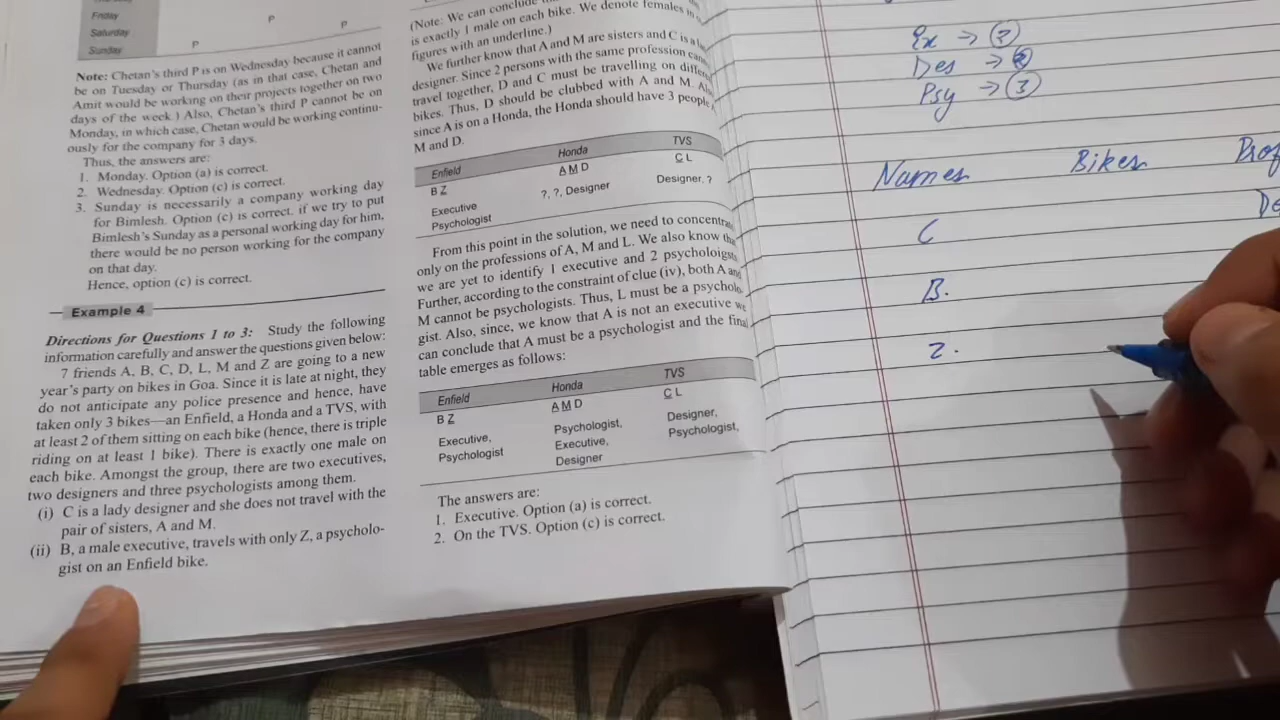 Friday
Saturday
Sunday
P
P
P
Note: Chetan's third P is on Wednesday because it cannot
be on Tuesday or Thursday (as in that case, Chetan and
Amit would be working on their projects together on two
days of the week.) Also, Chetan's third P cannot be on
Monday, in which case, Chetan would be working continu-
ously for the company for 3 days.
Thus, the answers are:
1. Monday. Option (a) is correct.
2. Wednesday. Option (c) is correct.
3. Sunday is necessarily a company working day
for Bimlesh. Option (c) is correct. if we try to put
Bimlesh's Sunday as a personal working day for him,
there would be no person working for the company
on that day.
Hence, option (c) is correct.
Example 4
Directions for Questions 1 to 3: Study the following
information carefully and answer the questions given below:
7 friends A, B, C, D, L, M and Z are going to a new
year's party on bikes in Goa. Since it is late at night, they
do not anticipate any police presence and hence, have
taken only 3 bikes—an Enfield, a Honda and a TVS, with
at least 2 of them sitting on each bike (hence, there is triple
riding on at least 1 bike). There is exactly one male on
each bike. Amongst the group, there are two executives,
two designers and three psychologists among them.
(i) C is a lady designer and she does not travel with the
pair of sisters, A and M.
(ii) B, a male executive, travels with only Z, a psycholo-
gist on an Enfield bike.
(Note: We can conclude
is exactly 1 male on each bike. We denote females in
figures with an underline.)
We further know that A and M are sisters and C is a
designer. Since 2 persons with the same profession
travel together, D and C must be travelling on
bikes. Thus, D should be clubbed with A and M.
since A is on a Honda, the Honda should have 3 people
M and D.
Enfield Honda TVS
B Z A M D C L
Executive ?, ?, Designer Designer, ?
Psychologist
From this point in the solution, we need to
only on the professions of A, M and L. We also know
we are yet to identify 1 executive and 2
Further, according to the constraint of clue (iv), both A
M cannot be psychologists. Thus, L must be a psycholo-
gist. Also, since, we know that A is not an executive we
can conclude that A must be a psychologist and the final
table emerges as follows:
Enfield Honda TVS
B Z A M D C L
Executive, Psychologist, Designer,
Psychologist Executive, Psychologist,
Designer
The answers are:
1. Executive. Option (a) is correct.
2. On the TVS. Option (c) is correct.
Ex → 2
Des → 2
Psy → 3
Names Bikes
C
B.
Z.